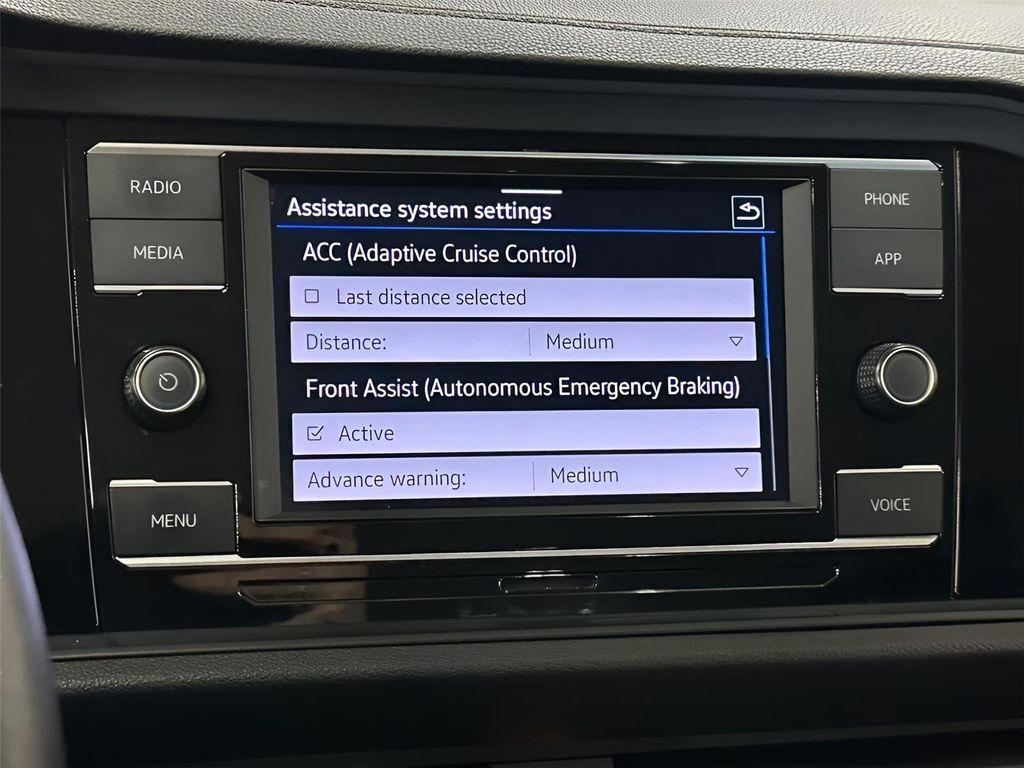 RADIO
MEDIA
MENU
Assistance system settings
ACC (Adaptive Cruise Control)
Last distance selected
Distance: Medium
Front Assist (Autonomous Emergency Braking)
Active
Advance warning: Medium
PHONE
APP
VOICE